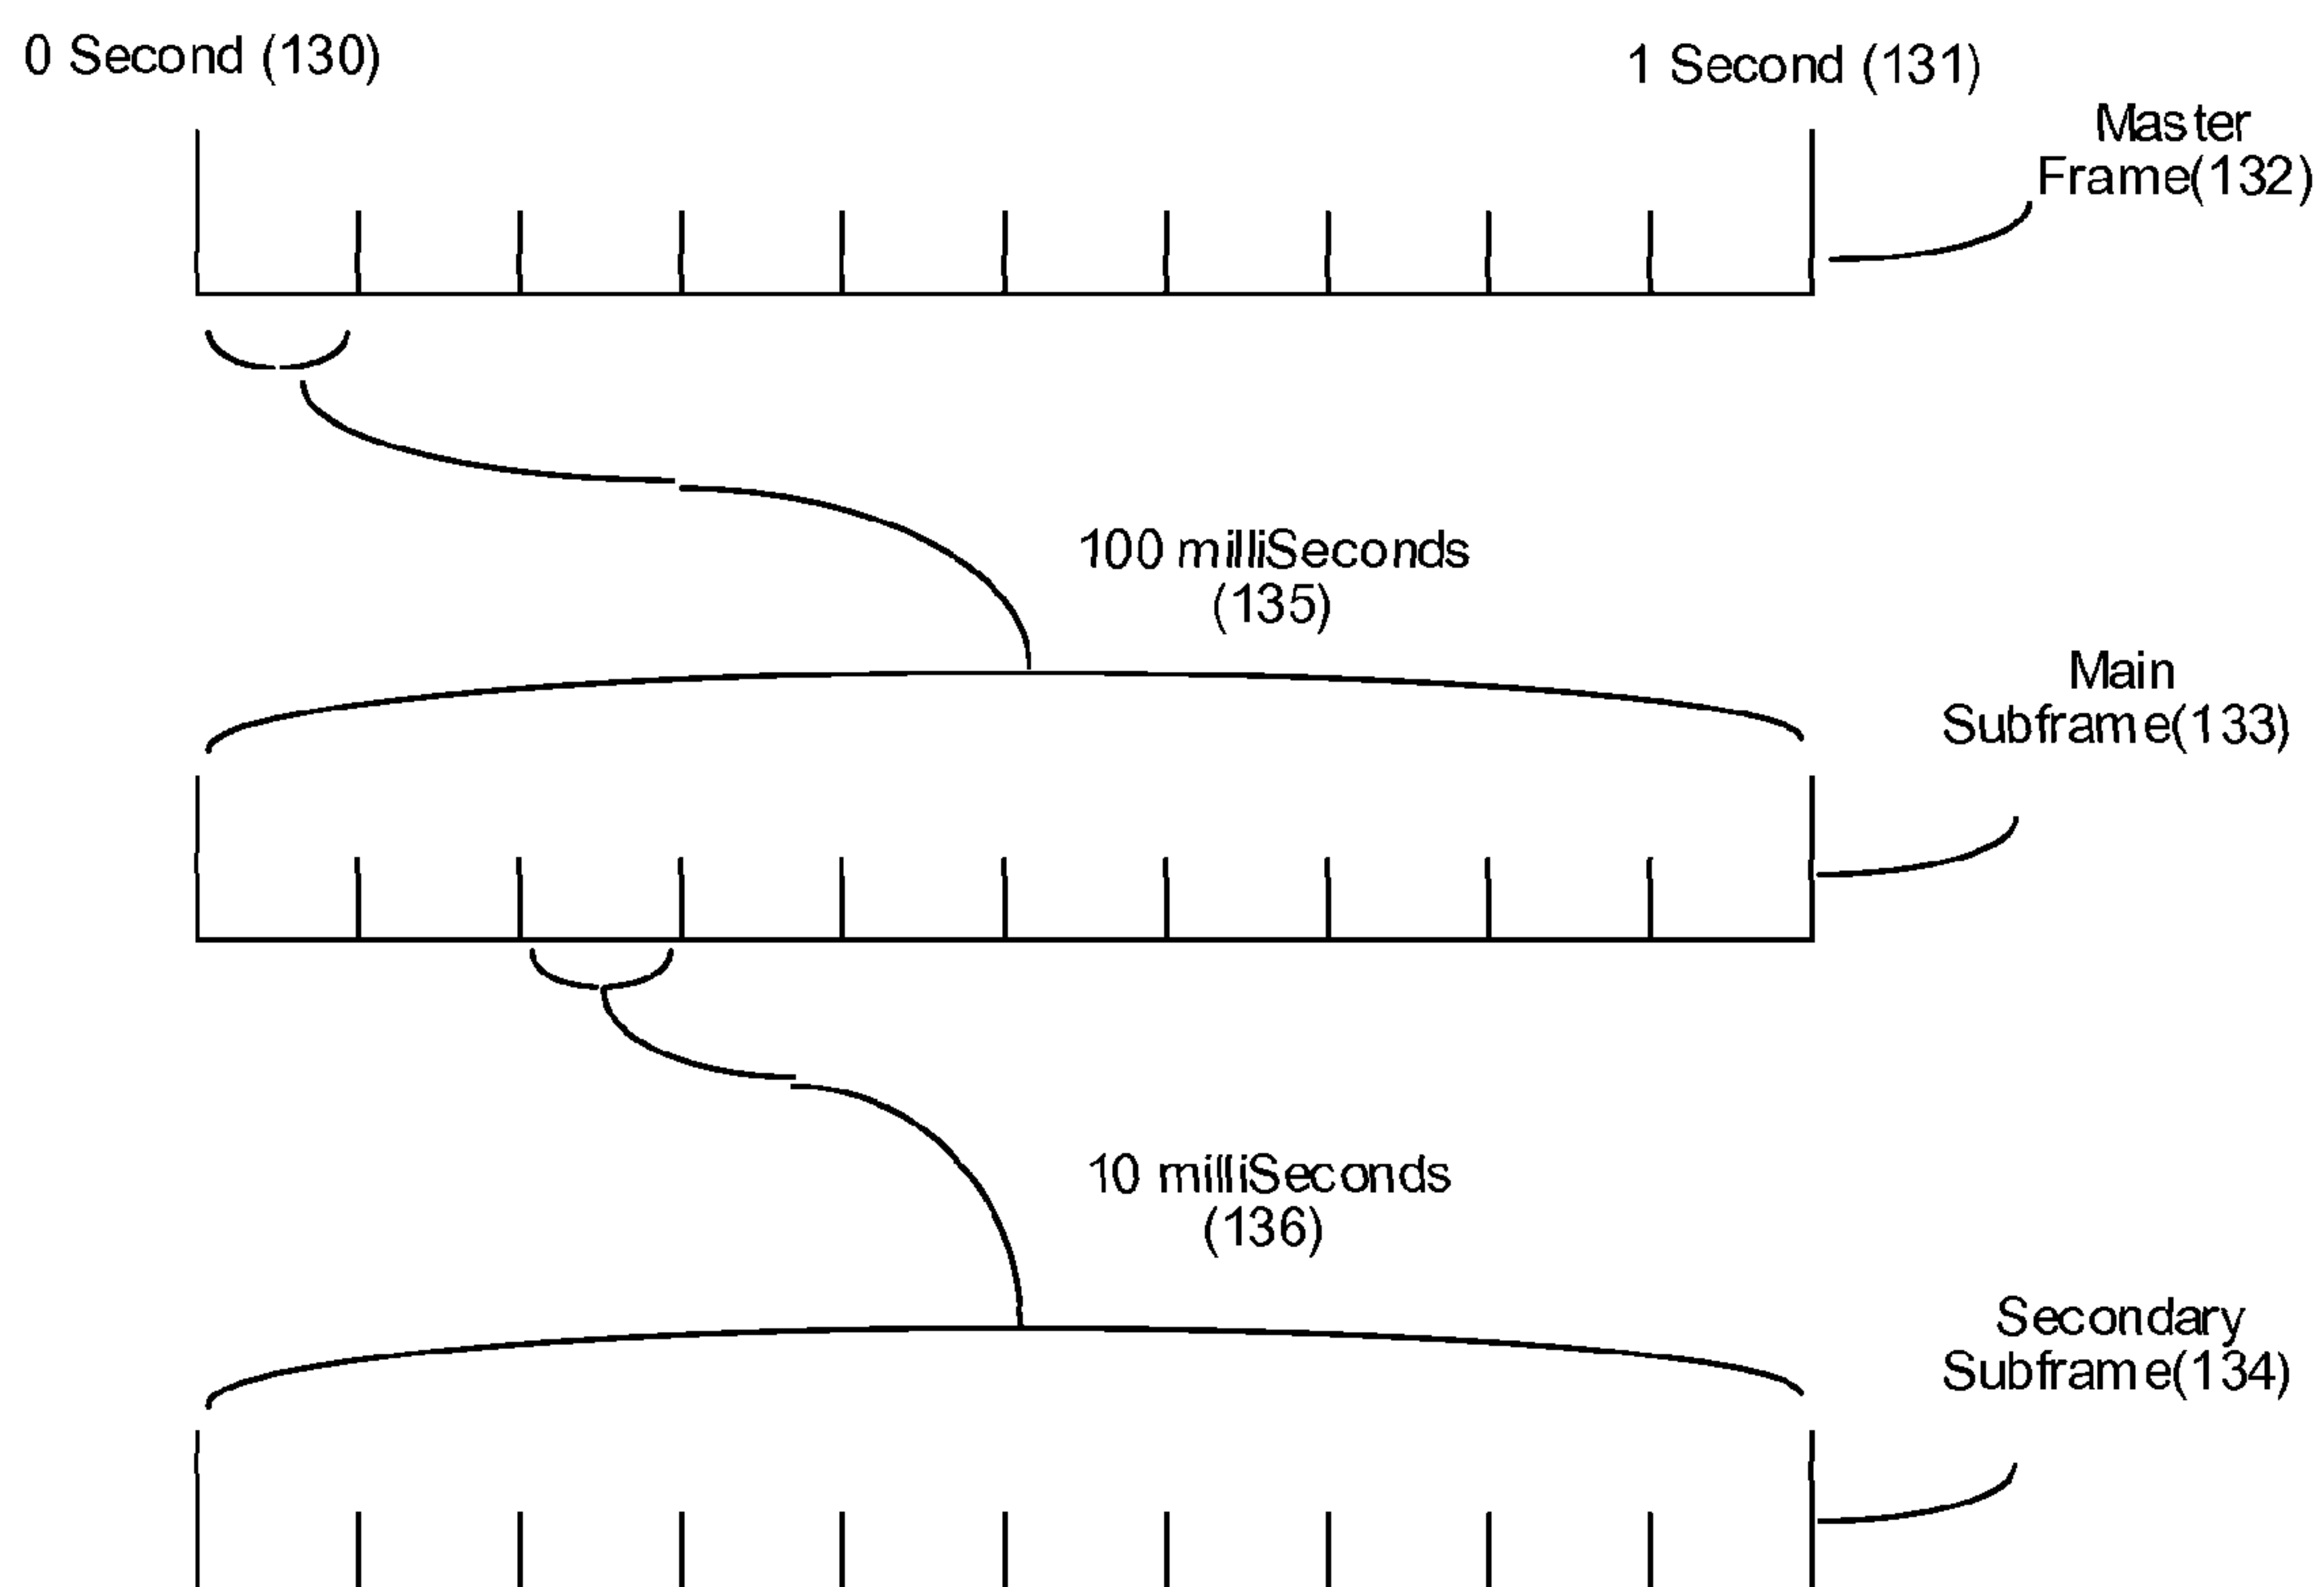 0 Second (130)
1 Second (131)
Master
Frame(132)
100 milliSeconds
(135)
Main
Subframe(133)
10 milliSeconds
(136)
Secondary
Subframe(134)